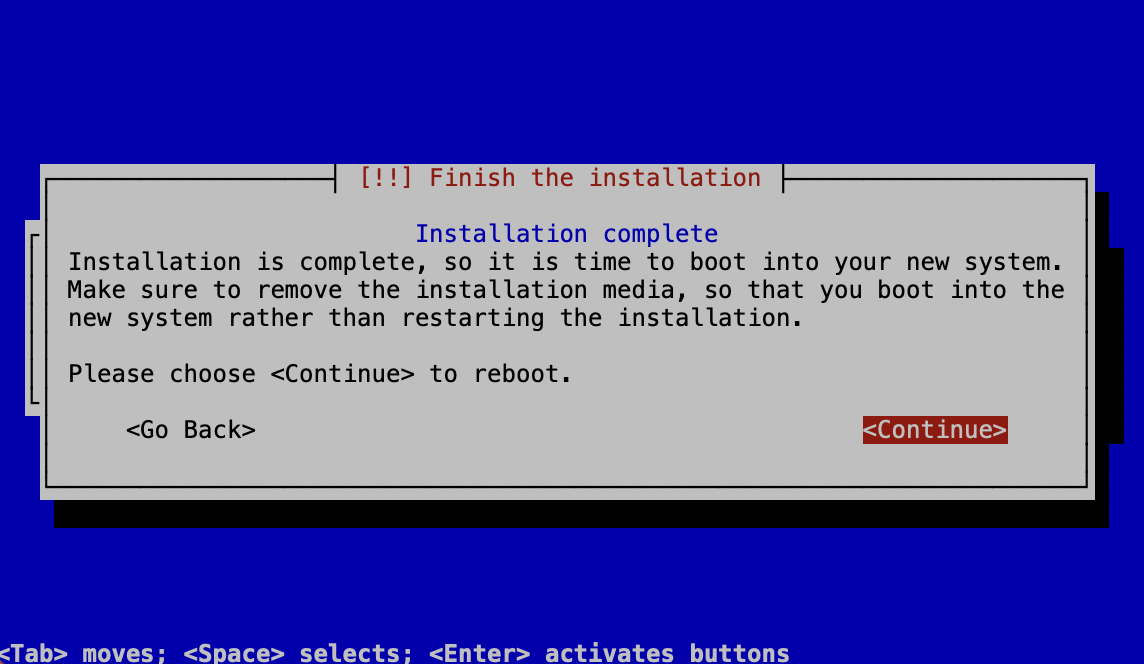 [!!] Finish the installation
Installation complete
Installation is complete, so it is time to boot into your new system.
Make sure to remove the installation media, so that you boot into the
new system rather than restarting the installation.
Please choose <Continue> to reboot.
<Go Back> <Continue>
<Tab> moves; <Space> selects; <Enter> activates buttons